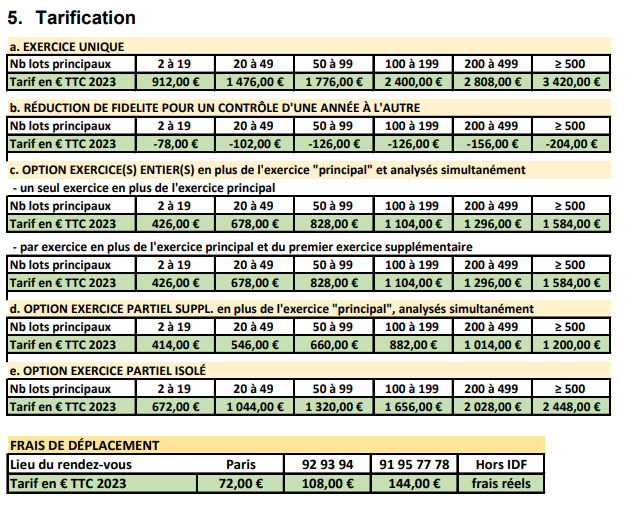 5. Tarification
a. EXERCICE UNIQUE
Nb lots principaux 2 à 19 20 à 49 50 à 99 100 à 199 200 à 499 ≥ 500
Tarif en € TTC 2023 912,00 € 1 476,00 € 1 776,00 € 2 400,00 € 2 808,00 € 3 420,00 €
b. RÉDUCTION DE FIDELITE POUR UN CONTRÔLE D'UNE ANNÉE À L'AUTRE
Nb lots principaux 2 à 19 20 à 49 50 à 99 100 à 199 200 à 499 ≥ 500
Tarif en € TTC 2023 -78,00 € -102,00 € -126,00 € -126,00 € -156,00 € -204,00 €
c. OPTION EXERCICE(S) ENTIER(S) en plus de l'exercice "principal" et analysés simultanément
- un seul exercice en plus de l'exercice principal
Nb lots principaux 2 à 19 20 à 49 50 à 99 100 à 199 200 à 499 ≥ 500
Tarif en € TTC 2023 426,00 € 678,00 € 828,00 € 1 104,00 € 1 296,00 € 1 584,00 €
- par exercice en plus de l'exercice principal et du premier exercice supplémentaire
Nb lots principaux 2 à 19 20 à 49 50 à 99 100 à 199 200 à 499 ≥ 500
Tarif en € TTC 2023 426,00 € 678,00 € 828,00 € 1 104,00 € 1 296,00 € 1 584,00 €
d. OPTION EXERCICE PARTIEL SUPPL. en plus de l'exercice "principal", analysés simultanément
Nb lots principaux 2 à 19 20 à 49 50 à 99 100 à 199 200 à 499 ≥ 500
Tarif en € TTC 2023 414,00 € 546,00 € 660,00 € 882,00 € 1 014,00 € 1 200,00 €
e. OPTION EXERCICE PARTIEL ISOLÉ
Nb lots principaux 2 à 19 20 à 49 50 à 99 100 à 199 200 à 499 ≥ 500
Tarif en € TTC 2023 672,00 € 1 044,00 € 1 320,00 € 1 656,00 € 2 028,00 € 2 448,00 €
FRAIS DE DÉPLACEMENT
Lieu du rendez-vous Paris 92 93 94 91 95 77 78 Hors IDF
Tarif en € TTC 2023 72,00 € 108,00 € 144,00 € frais réels